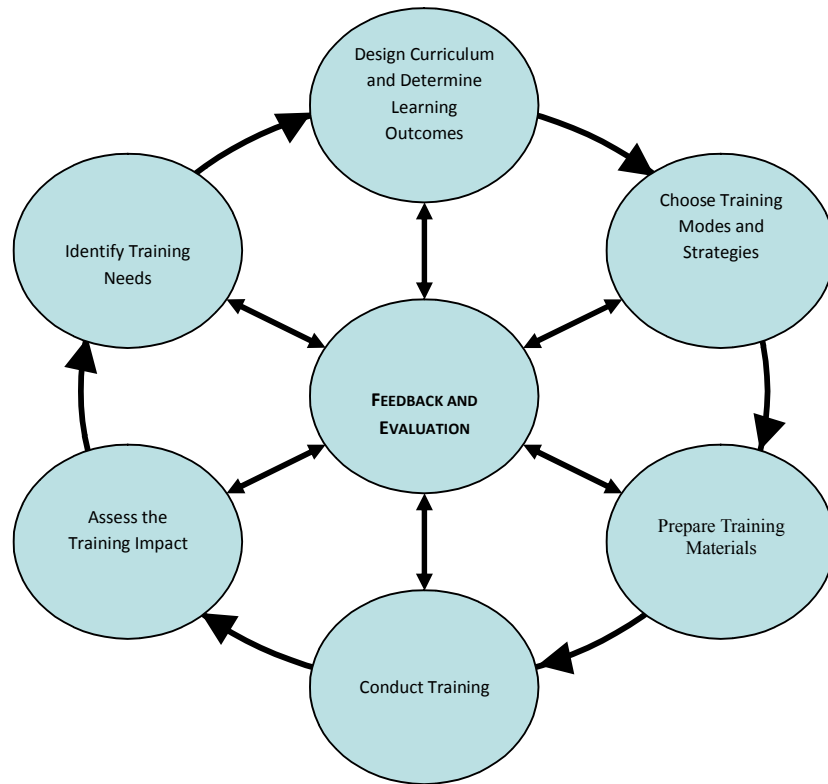 Design Curriculum
and Determine
Learning
Outcomes
Choose Training
Modes and
Strategies
Identify Training
Needs
FEEDBACK AND
EVALUATION
Assess the
Training Impact
Prepare Training
Materials
Conduct Training